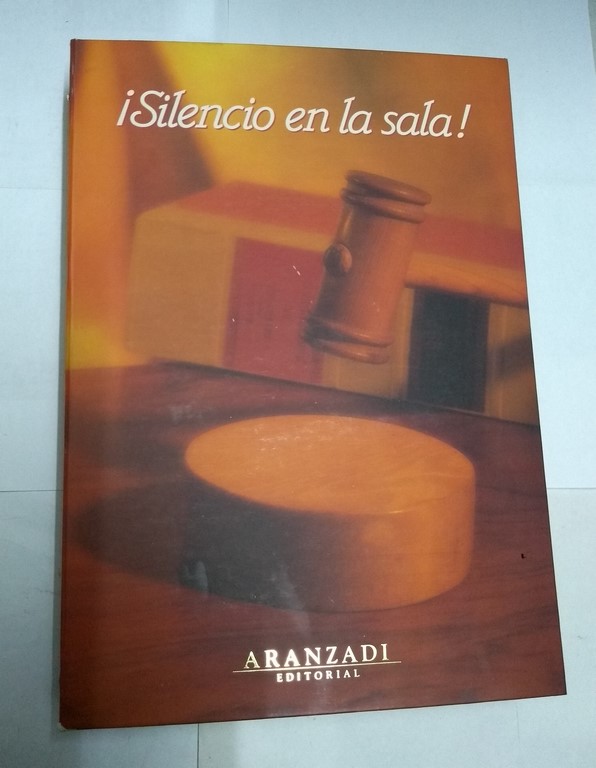 ¡Silencio en la sala!
ARANZADI
EDITORIAL